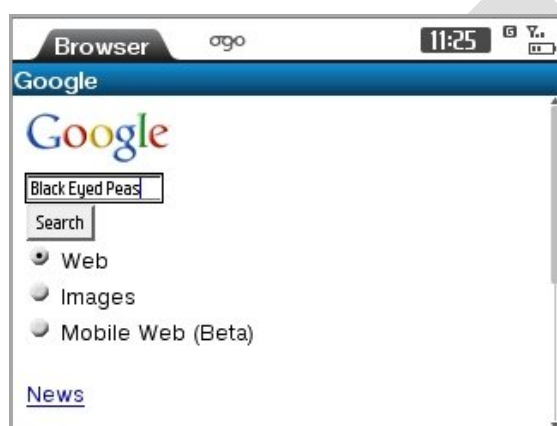 Browser ogo 11:25 G
Google
Google
Black Eyed Peas
Search
Web
Images
Mobile Web (Beta)
News